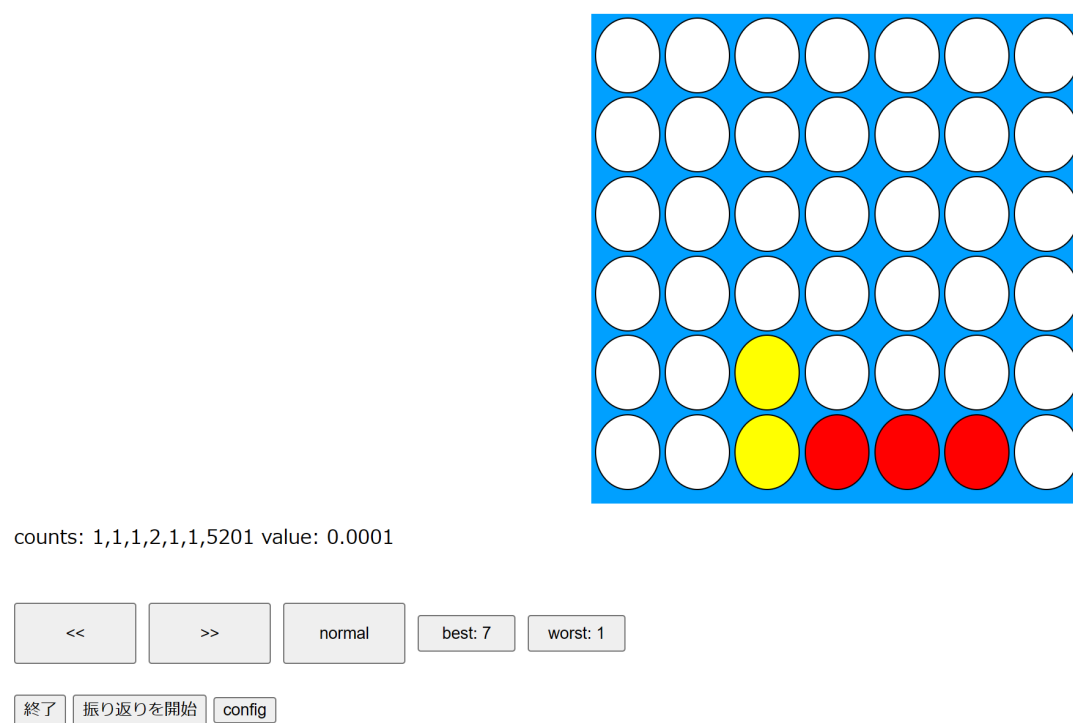 counts: 1,1,1,2,1,1,5201 value: 0.0001
<< >> normal best: 7 worst: 1
終了 振り返りを開始 config